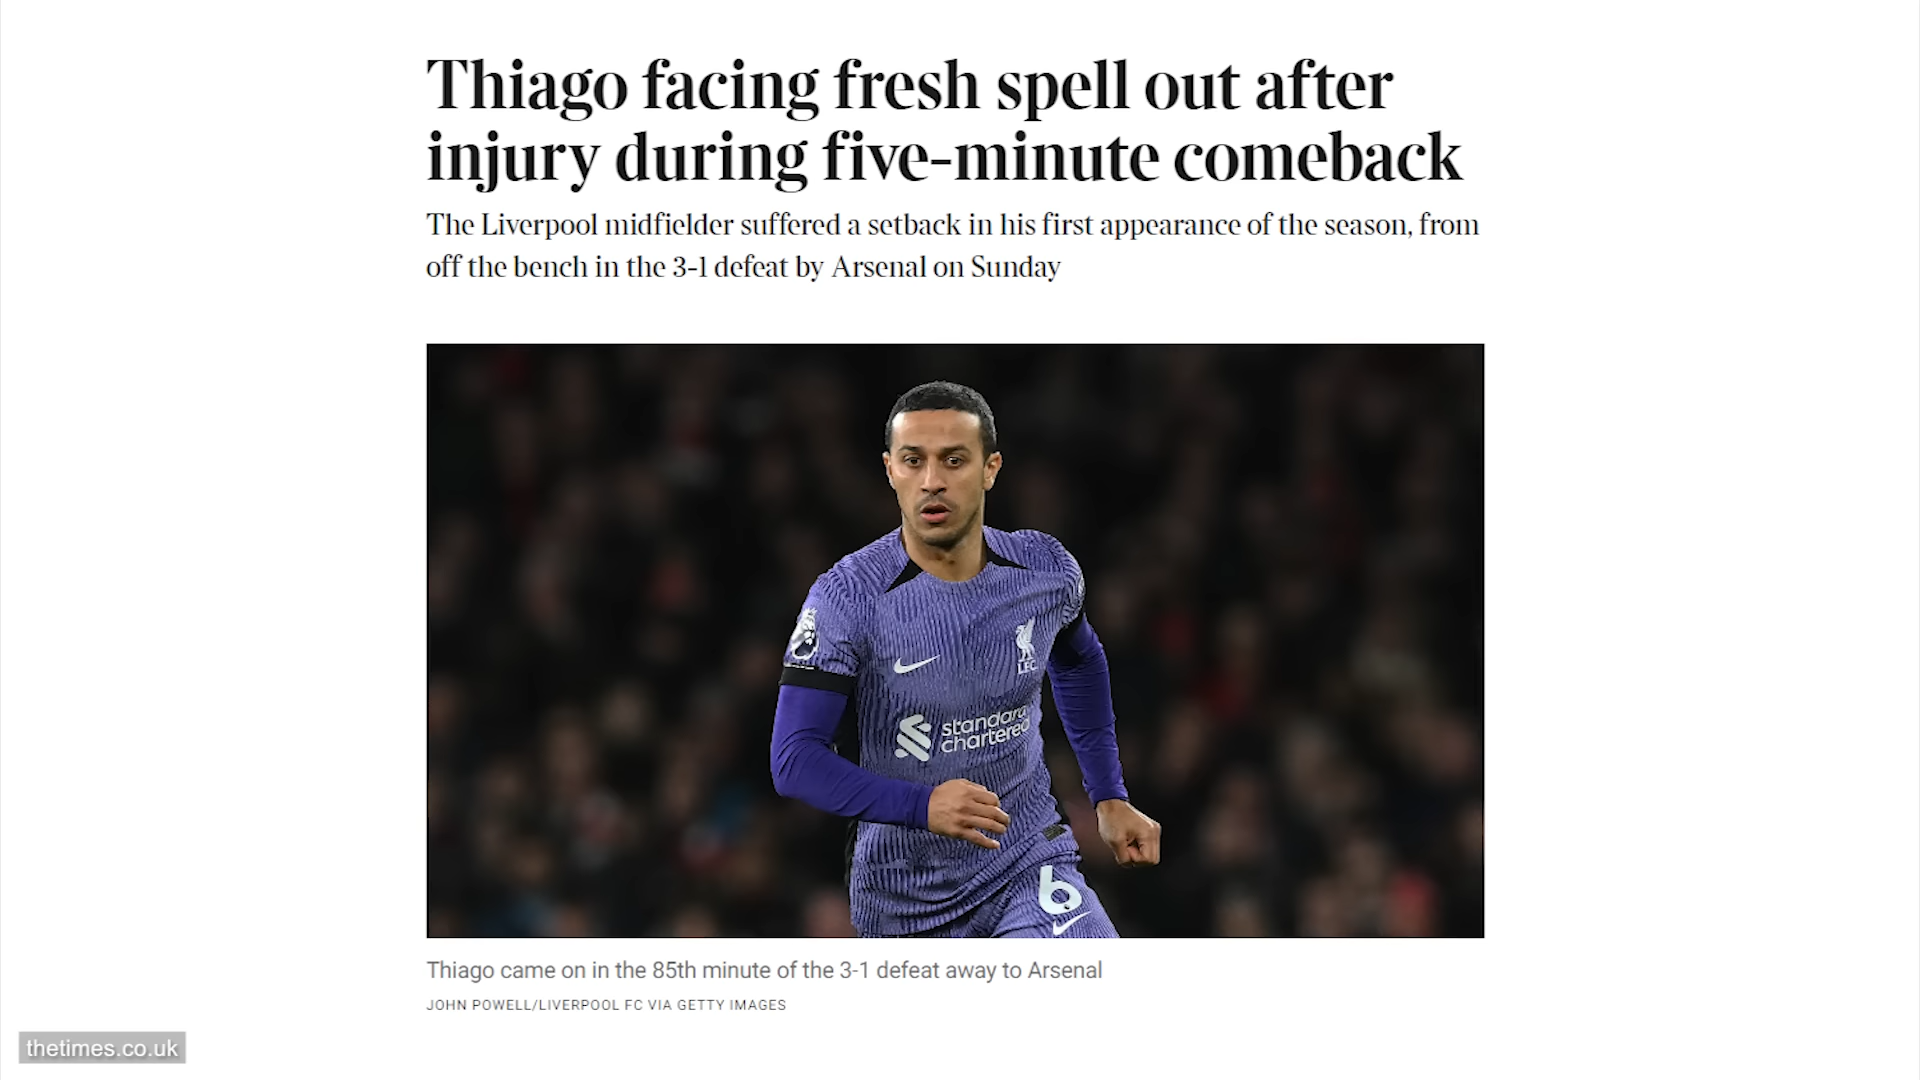 Thiago facing fresh spell out after
injury during five-minute comeback
The Liverpool midfielder suffered a setback in his first appearance of the season, from
off the bench in the 3-1 defeat by Arsenal on Sunday
L.F.C.
standard
chartered
6
Thiago came on in the 85th minute of the 3-1 defeat away to Arsenal
JOHN POWELL/LIVERPOOL FC VIA GETTY IMAGES
thetimes.co.uk